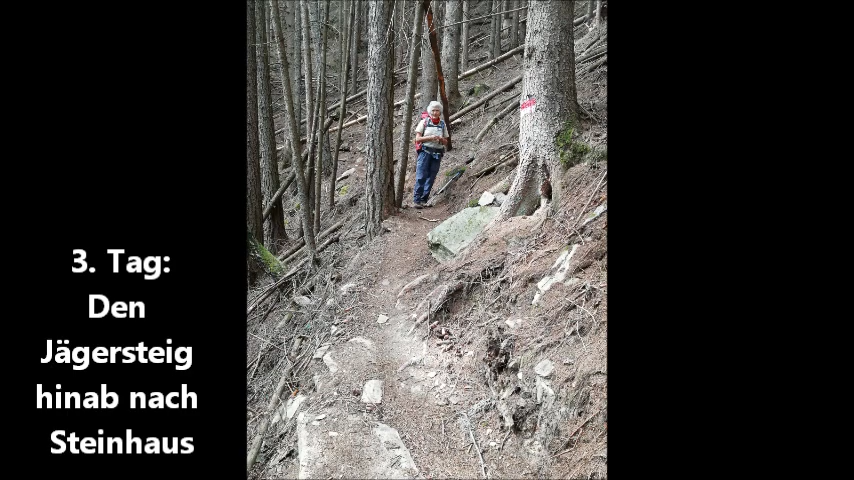 3. Tag:
Den
Jägersteig
hinab nach
Steinhaus